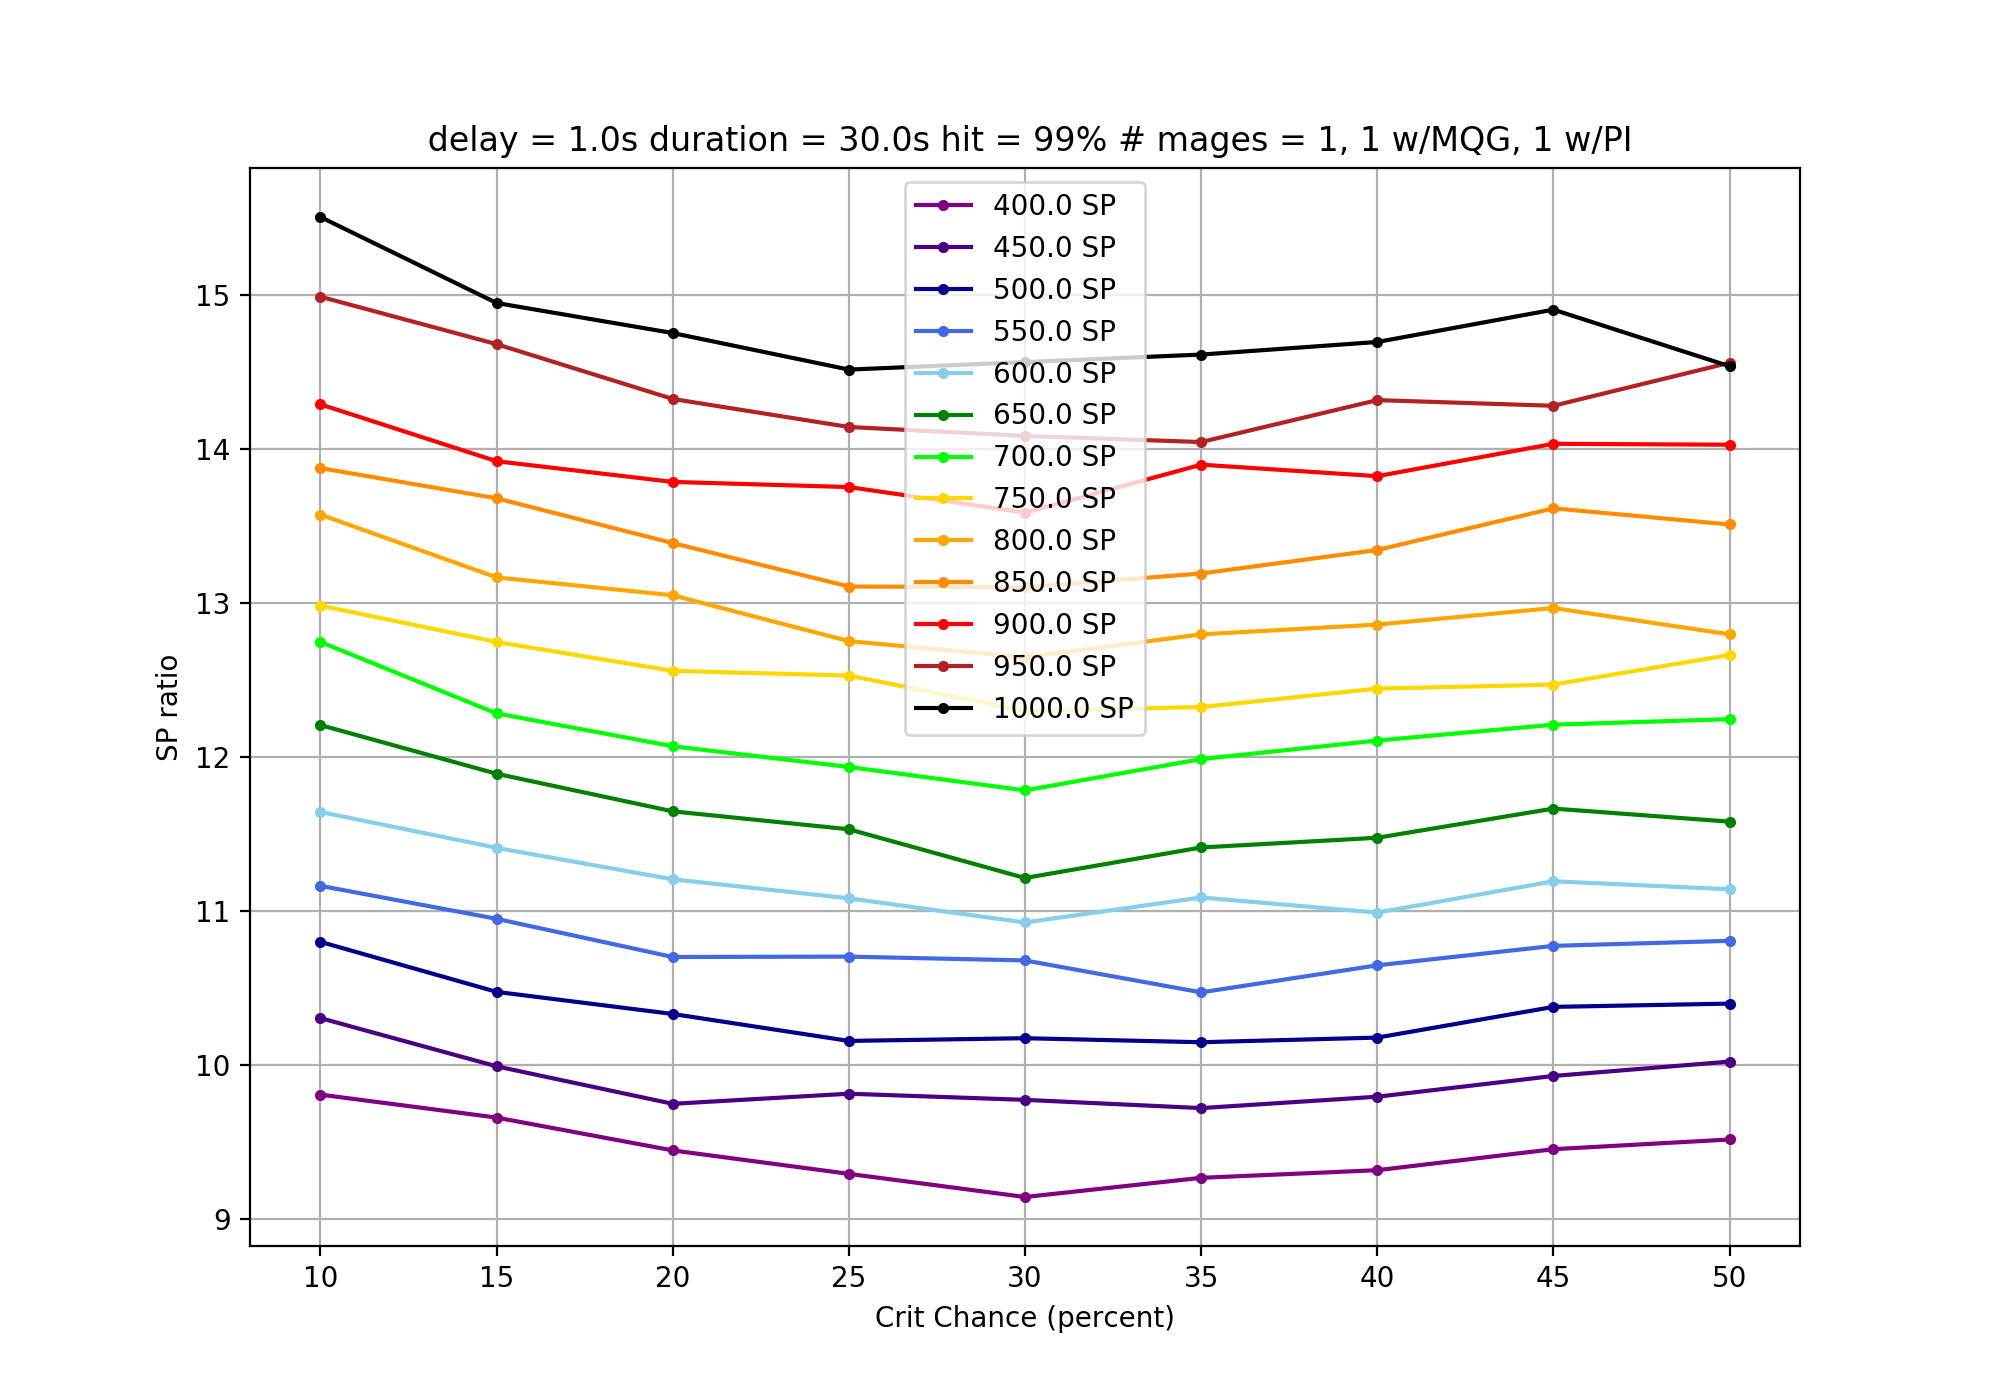 delay = 1.0s duration = 30.0s hit = 99% # mages = 1, 1 w/MQG, 1 w/PI
400.0 SP
450.0 SP
500.0 SP
550.0 SP
600.0 SP
650.0 SP
700.0 SP
750.0 SP
800.0 SP
850.0 SP
900.0 SP
950.0 SP
1000.0 SP
SP ratio
15
14
13
12
11
10
9
10 15 20 25 30 35 40 45 50
Crit Chance (percent)